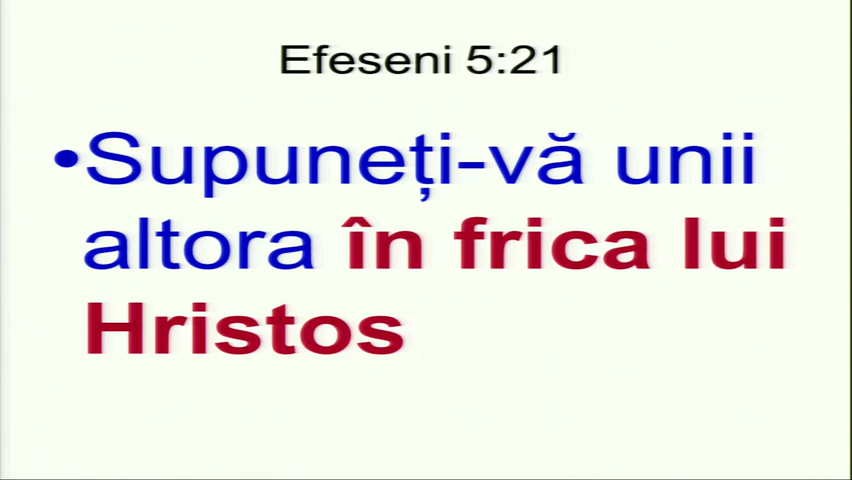 Efeseni 5:21
•Supuneți-vă unii
altora în frica lui
Hristos